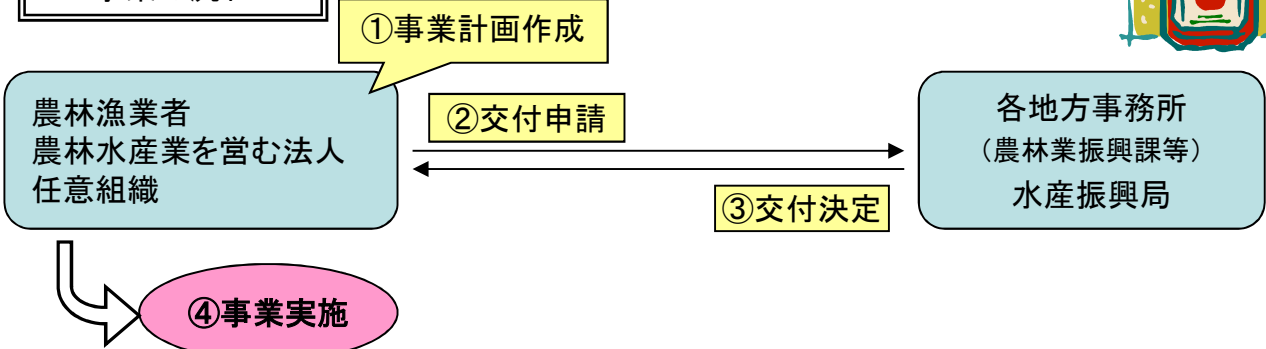 ①事業計画作成
農林漁業者
農林水産業を営む法人
任意組織
②交付申請
③交付決定
各地方事務所
（農林業振興課等）
水産振興局
④事業実施